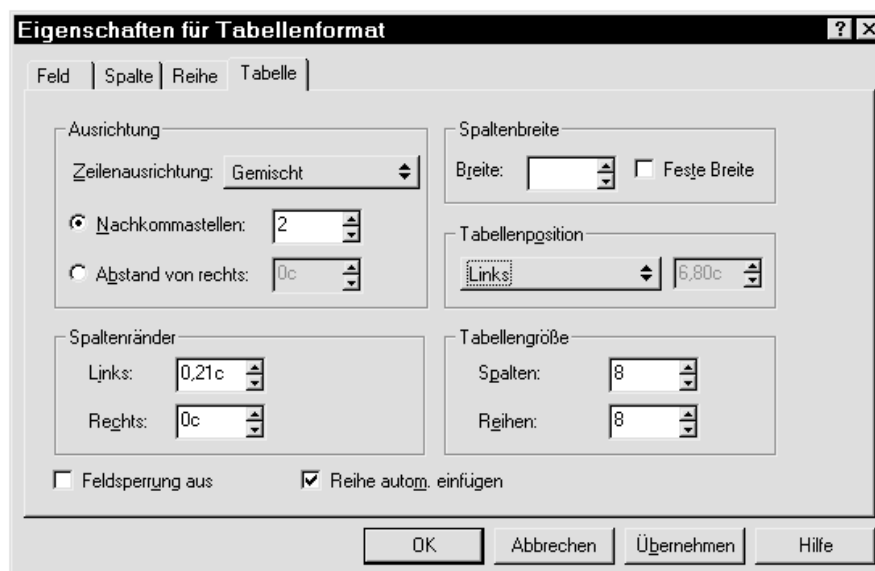 Eigenschaften für Tabellenformat
Feld Spalte Reihe Tabelle
Ausrichtung
Zeilenausrichtung: Gemischt
Nachkommastellen: 2
Abstand von rechts: 0c
Spaltenbreite
Breite: Feste Breite
Tabellenposition
Links 6,80c
Spaltenränder
Links: 0,21c
Rechts: 0c
Tabellengröße
Spalten: 8
Reihen: 8
Feldsperrung aus Reihe autom. einfügen
OK Abbrechen Übernehmen Hilfe